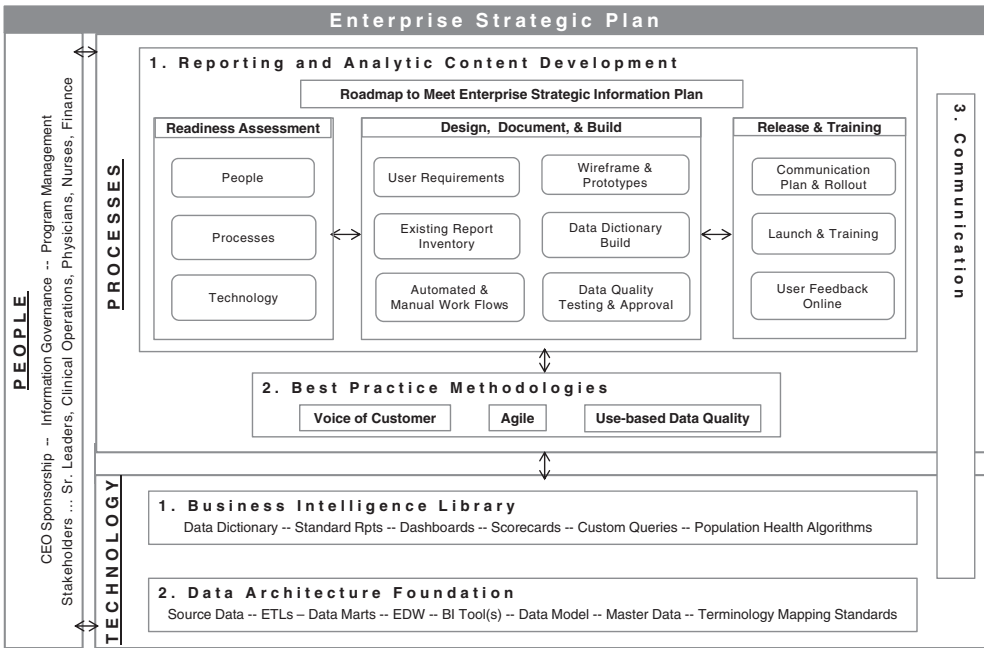 Enterprise Strategic Plan
PEOPLE
CEO Sponsorship -- Information Governance -- Program Management
Stakeholders ... Sr. Leaders, Clinical Operations, Physicians, Nurses, Finance
PROCESSES
1. Reporting and Analytic Content Development
Roadmap to Meet Enterprise Strategic Information Plan
Readiness Assessment
People
Processes
Technology
Design, Document, & Build
User Requirements
Wireframe &
Prototypes
Existing Report
Inventory
Data Dictionary
Build
Automated &
Manual Work Flows
Data Quality
Testing & Approval
Release & Training
Communication
Plan & Rollout
Launch & Training
User Feedback
Online
2. Best Practice Methodologies
Voice of Customer
Agile
Use-based Data Quality
3. Communication
TECHNOLOGY
1. Business Intelligence Library
Data Dictionary -- Standard Rpts -- Dashboards -- Scorecards -- Custom Queries -- Population Health Algorithms
2. Data Architecture Foundation
Source Data -- ETLs – Data Marts -- EDW -- BI Tool(s) -- Data Model -- Master Data -- Terminology Mapping Standards